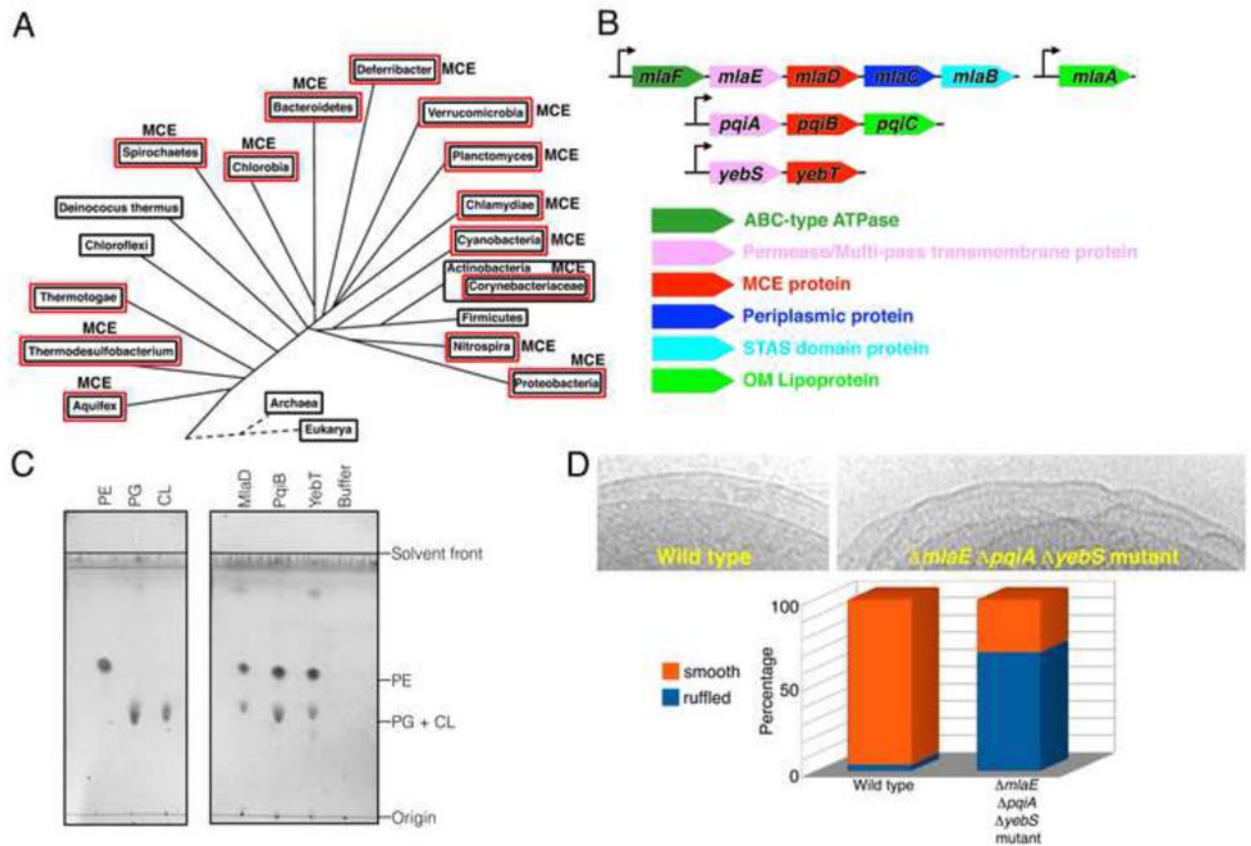 A
Deferribacter MCE
MCE
Bacteroidetes
Verrucomicrobia MCE
MCE
Spirochaetes
MCE
Chlorobia
Planctomyces MCE
Deinococus thermus
Chlamydiae MCE
Chloroflexi
Cyanobacteria MCE
Actinobacteria MCE
Corynebacteriaceae
Thermotogae
Firmicutes
MCE
Thermodesulfobacterium
Nitrospira MCE
MCE
Proteobacteria
MCE
Aquifex
Archaea
Eukarya
B
mlaF mlaE mlaD mlaC mlaB mlaA
pqiA pqiB pqiC
yebS yebT
ABC-type ATPase
Permease/Multi-pass transmembrane protein
MCE protein
Periplasmic protein
STAS domain protein
OM Lipoprotein
C
PE PG CL MlaD PqiB YebT Buffer
Solvent front
PE
PG + CL
Origin
D
Wild type
ΔmlaE ΔpqiA ΔyebS mutant
100
50
0
Percentage
smooth
ruffled
Wild type
ΔmlaE
ΔpqiA
ΔyebS
mutant